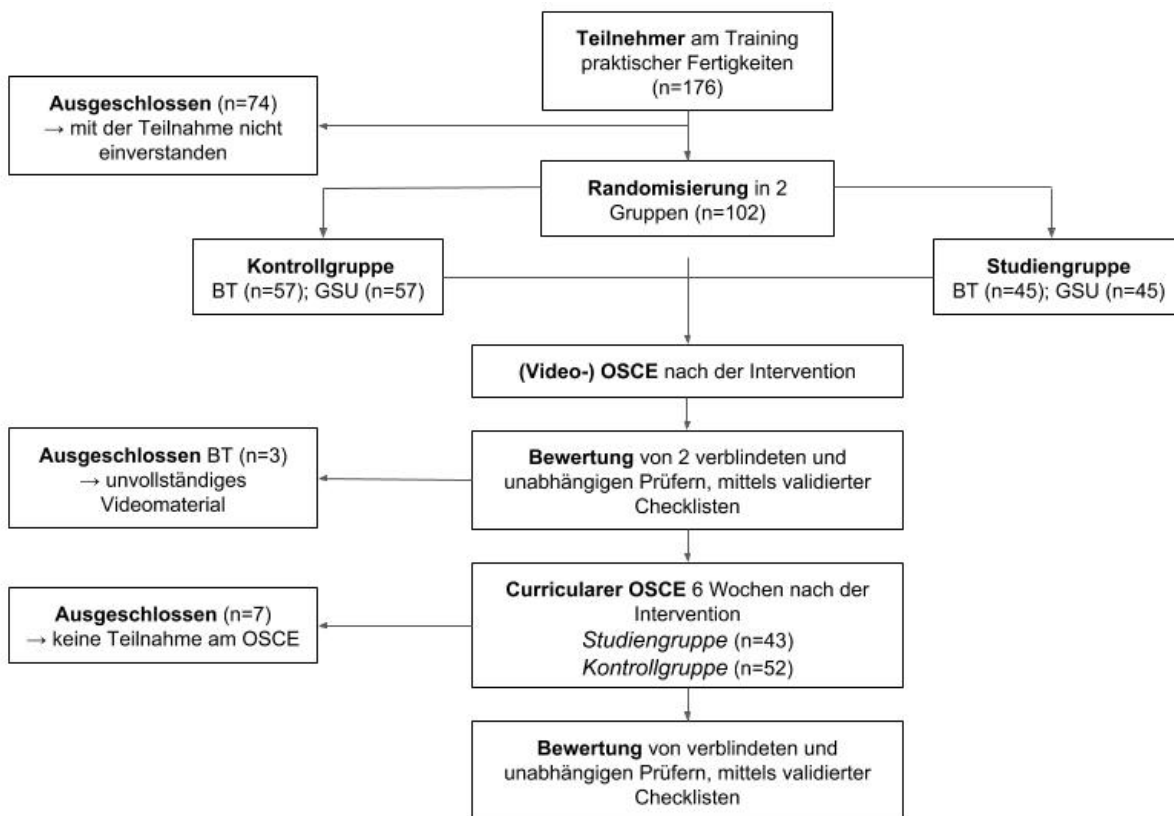 Teilnehmer am Training
praktischer Fertigkeiten
(n=176)
Ausgeschlossen (n=74)
→ mit der Teilnahme nicht
einverstanden
Randomisierung in 2
Gruppen (n=102)
Kontrollgruppe
BT (n=57); GSU (n=57)
Studiengruppe
BT (n=45); GSU (n=45)
(Video-) OSCE nach der Intervention
Ausgeschlossen BT (n=3)
→ unvollständiges
Videomaterial
Bewertung von 2 verblindeten und
unabhängigen Prüfern, mittels validierter
Checklisten
Curricularer OSCE 6 Wochen nach der
Intervention
Studiengruppe (n=43)
Kontrollgruppe (n=52)
Ausgeschlossen (n=7)
→ keine Teilnahme am OSCE
Bewertung von verblindeten und
unabhängigen Prüfern, mittels validierter
Checklisten